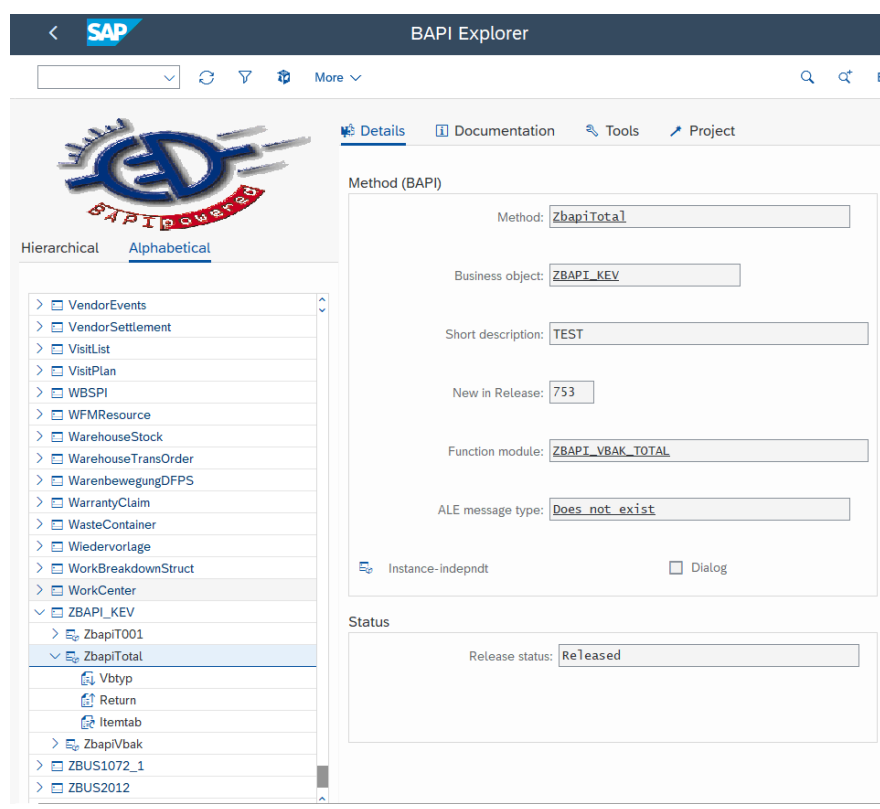 SAP
BAPI Explorer
More
BAPI powered
Hierarchical
Alphabetical
VendorEvents
VendorSettlement
VisitList
VisitPlan
WBSPI
WFMResource
WarehouseStock
WarehouseTransOrder
WarenbewegungDFPS
WarrantyClaim
WasteContainer
Wiedervorlage
WorkBreakdownStruct
WorkCenter
ZBAPI_KEV
ZbapiT001
ZbapiTotal
Vbtyp
Return
Itemtab
ZbapiVbak
ZBUS1072_1
ZBUS2012
Details
Documentation
Tools
Project
Method (BAPI)
Method: ZbapiTotal
Business object: ZBAPI_KEV
Short description: TEST
New in Release: 753
Function module: ZBAPI_VBAK_TOTAL
ALE message type: Does not exist
Instance-indepndt
Dialog
Status
Release status: Released